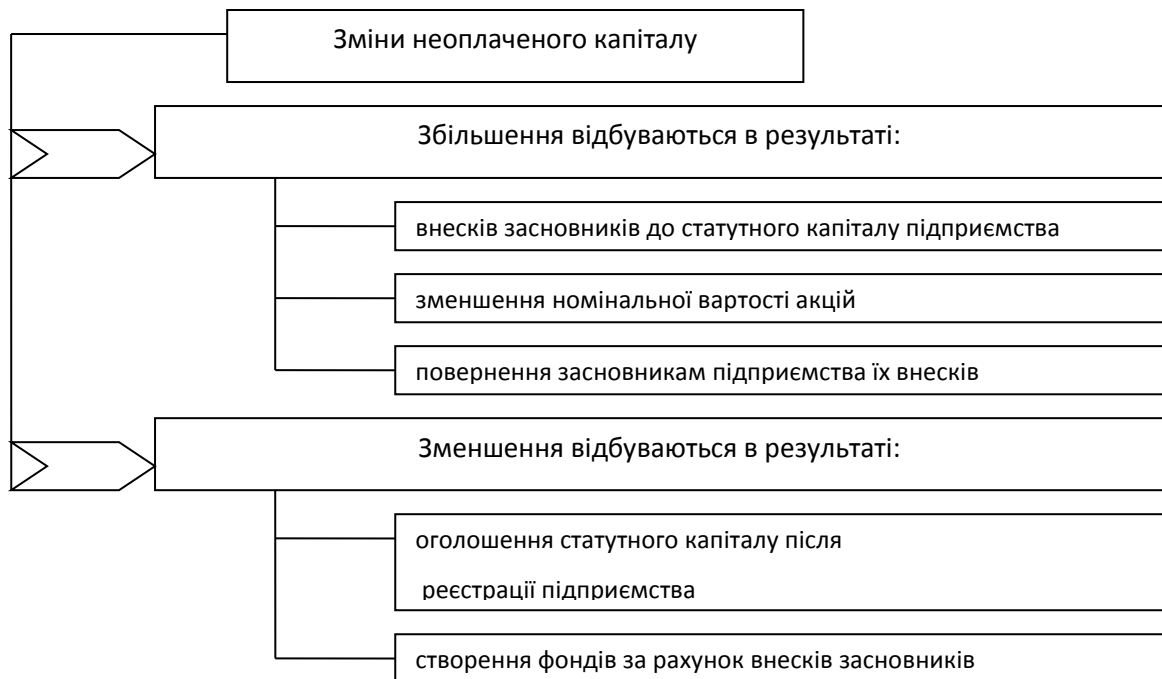 Зміни неоплаченого капіталу
Збільшення відбуваються в результаті:
внесків засновників до статутного капіталу підприємства
зменшення номінальної вартості акцій
повернення засновникам підприємства їх внесків
Зменшення відбуваються в результаті:
оголошення статутного капіталу після
реєстрації підприємства
створення фондів за рахунок внесків засновників